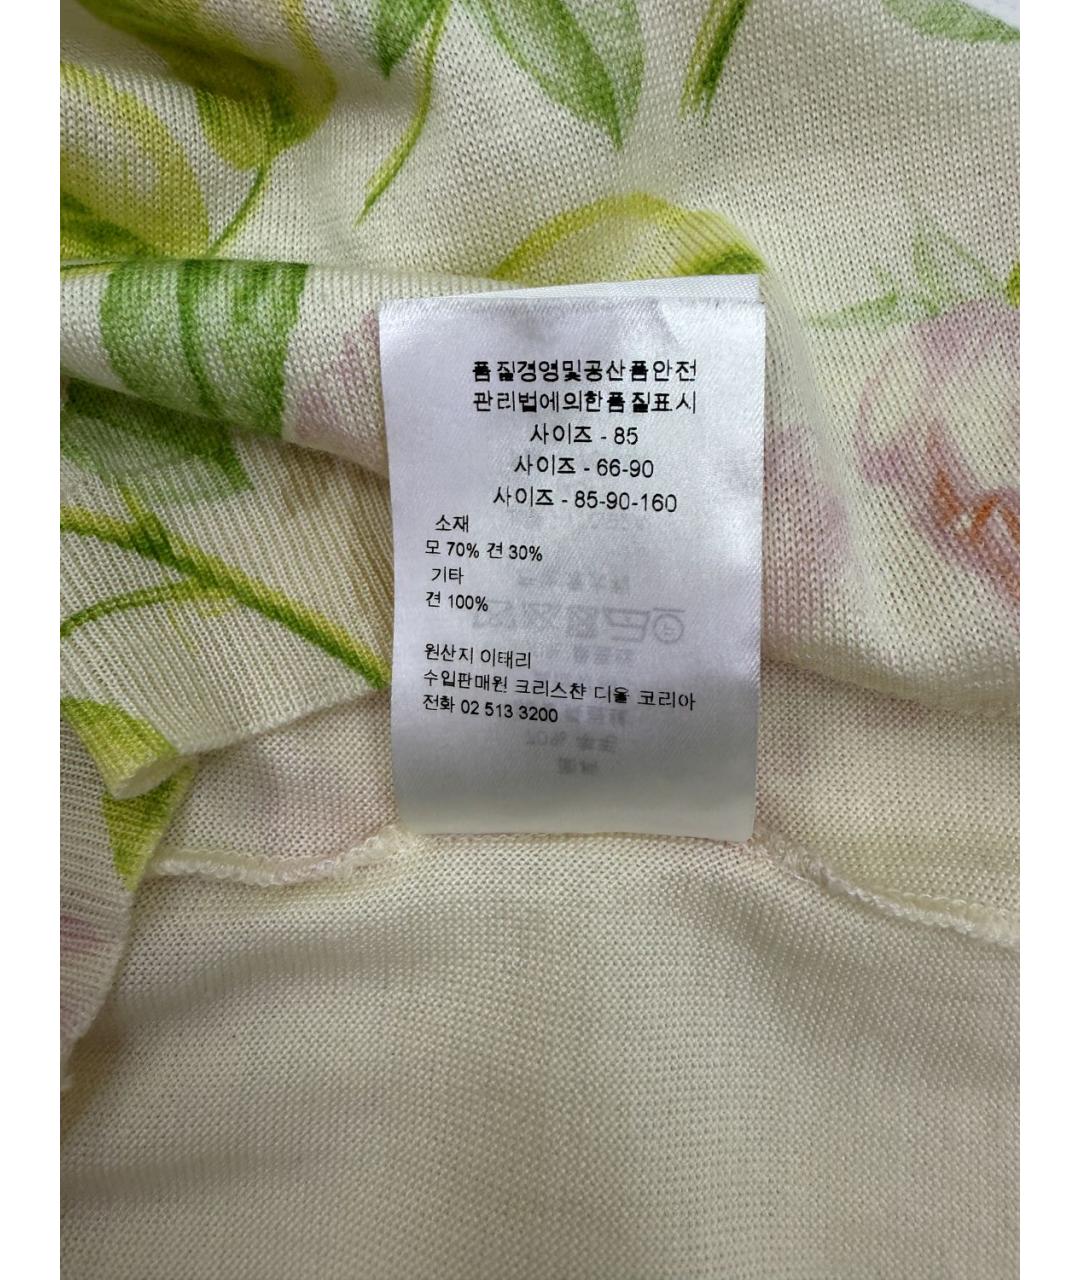 품질경영및공산품안전
관리법에의한품질표시
사이즈 - 85
사이즈 - 66-90
사이즈 - 85-90-160
소재
모 70% 견 30%
기타
견 100%
원산지 이태리
수입판매원 크리스챤 디올 코리아
전화 02 513 3200